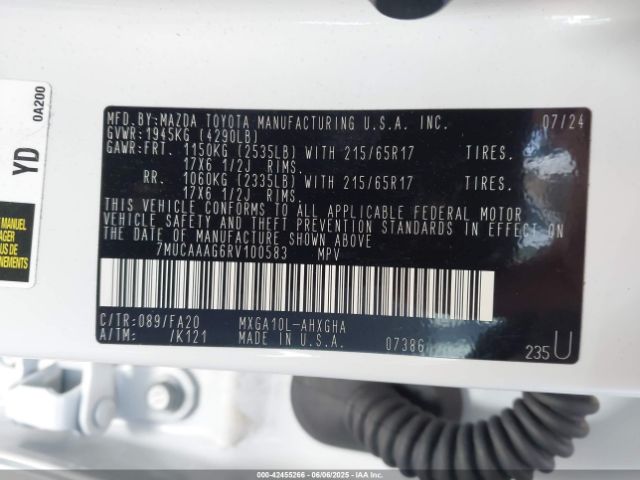 0A200
YD
MANUEL
AGER
NEMENTS
MFD.BY:MAZDA TOYOTA MANUFACTURING U.S.A. INC. 07/24
GVWR:1945KG (4290LB)
GAWR:FRT. 1150KG (2535LB) WITH 215/65R17 TIRES.
17X6 1/2J RIMS.
RR. 1060KG (2335LB) WITH 215/65R17 TIRES.
17X6 1/2J RIMS.
THIS VEHICLE CONFORMS TO ALL APPLICABLE FEDERAL MOTOR
VEHICLE SAFETY AND THEFT PREVENTION STANDARDS IN EFFECT ON
THE DATE OF MANUFACTURE SHOWN ABOVE.
7MUCAAAG6RV100583 MPV
C/TR:089/FA20 MXGA10L-AHXGHA
A/TM: /K121 MADE IN U.S.A. 07386
235U
000-42455266 - 06/06/2025 - IAA Holdings, LLC.